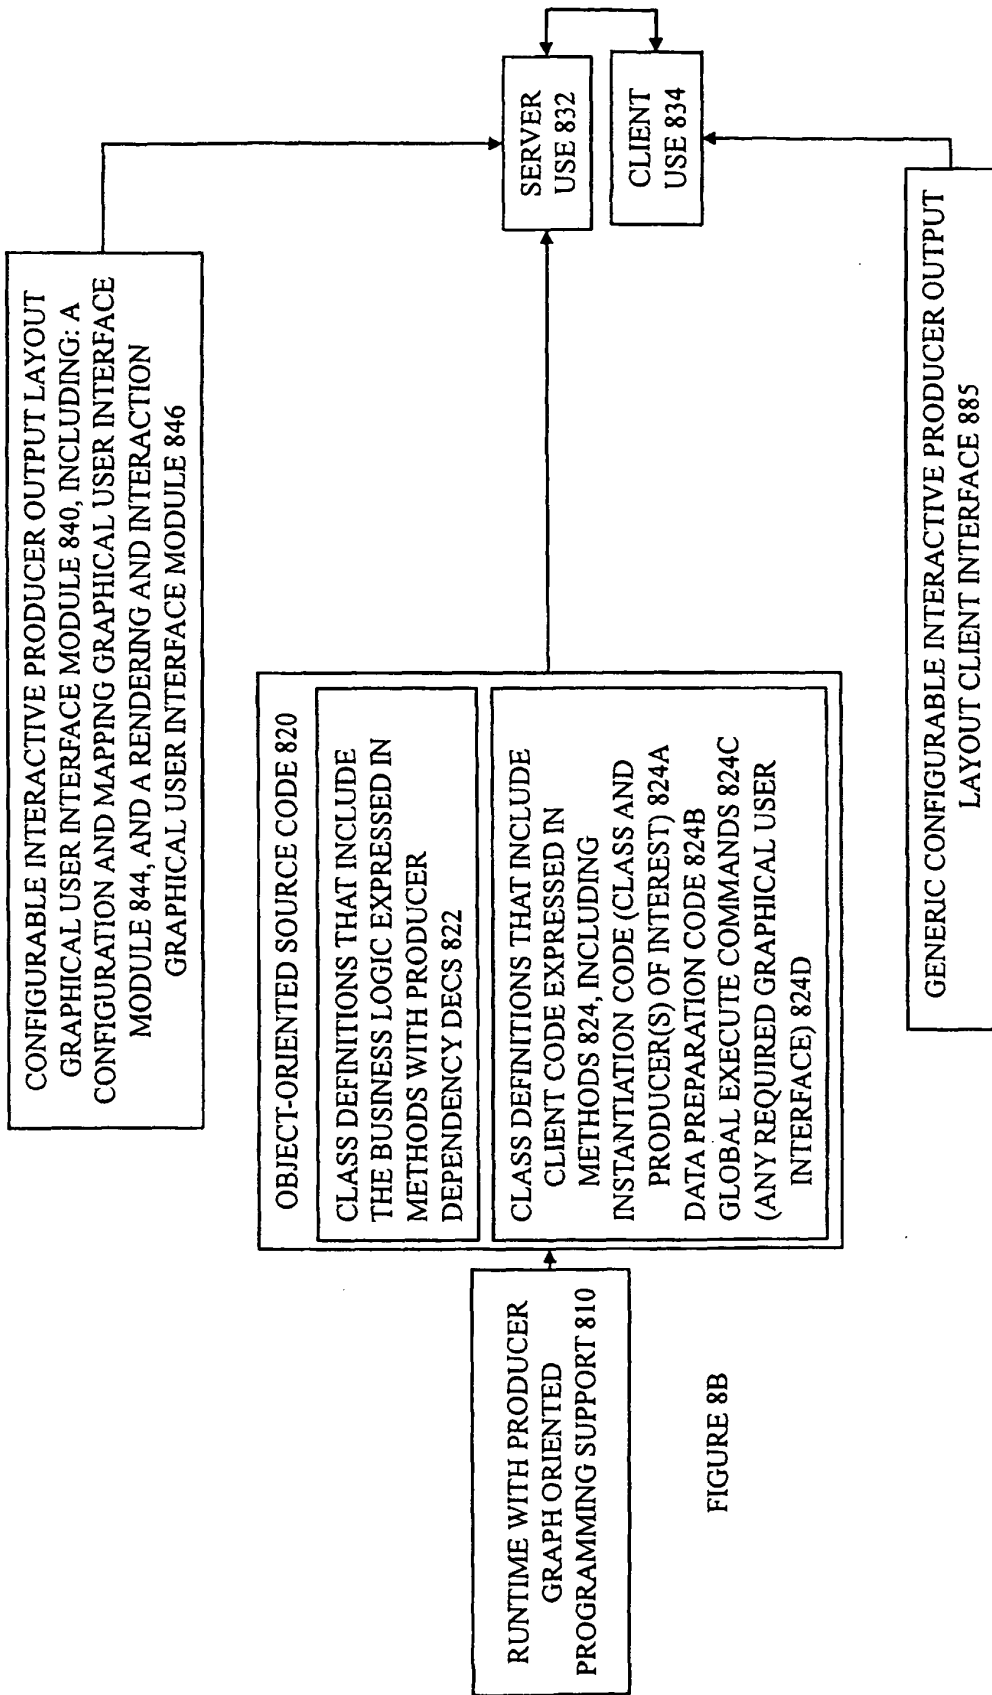 CONFIGURABLE INTERACTIVE PRODUCER OUTPUT LAYOUT
GRAPHICAL USER INTERFACE MODULE 840, INCLUDING: A
CONFIGURATION AND MAPPING GRAPHICAL USER INTERFACE
MODULE 844, AND A RENDERING AND INTERACTION
GRAPHICAL USER INTERFACE MODULE 846
OBJECT-ORIENTED SOURCE CODE 820
CLASS DEFINITIONS THAT INCLUDE
THE BUSINESS LOGIC EXPRESSED IN
METHODS WITH PRODUCER
DEPENDENCY DECS 822
CLASS DEFINITIONS THAT INCLUDE
CLIENT CODE EXPRESSED IN
METHODS 824, INCLUDING
INSTANTIATION CODE (CLASS AND
PRODUCER(S) OF INTEREST) 824A
DATA PREPARATION CODE 824B
GLOBAL EXECUTE COMMANDS 824C
(ANY REQUIRED GRAPHICAL USER
INTERFACE) 824D
RUNTIME WITH PRODUCER
GRAPH ORIENTED
PROGRAMMING SUPPORT 810
SERVER
USE 832
CLIENT
USE 834
GENERIC CONFIGURABLE INTERACTIVE PRODUCER OUTPUT
LAYOUT CLIENT INTERFACE 885
FIGURE 8B